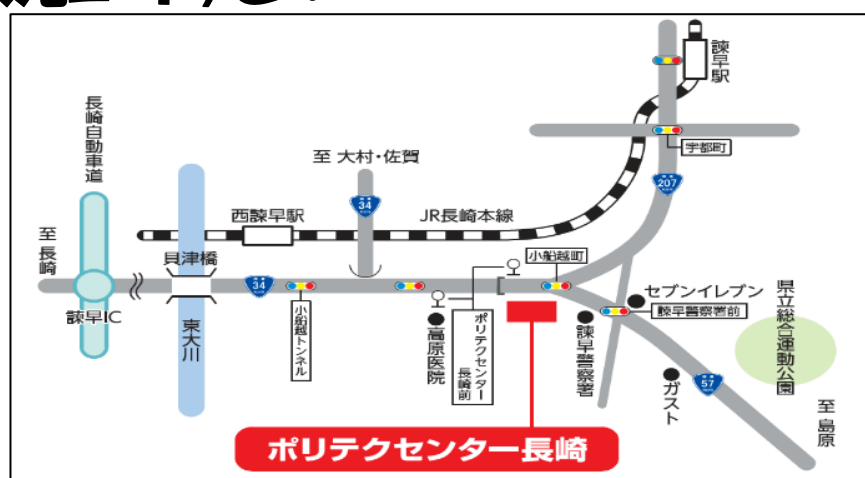 諫早駅
長崎自動車道
宇都町
至 大村・佐賀
207
34
西諫早駅
JR長崎本線
至 長崎
貝津橋
小船越町
34
セブンイレブン
諫早警察署前
県立総合運動公園
諫早IC
東大川
小船越トンネル
高原医院
ポリテクセンター
長崎前
諫早警察署
ガスト
57
至 島原
ポリテクセンター長崎